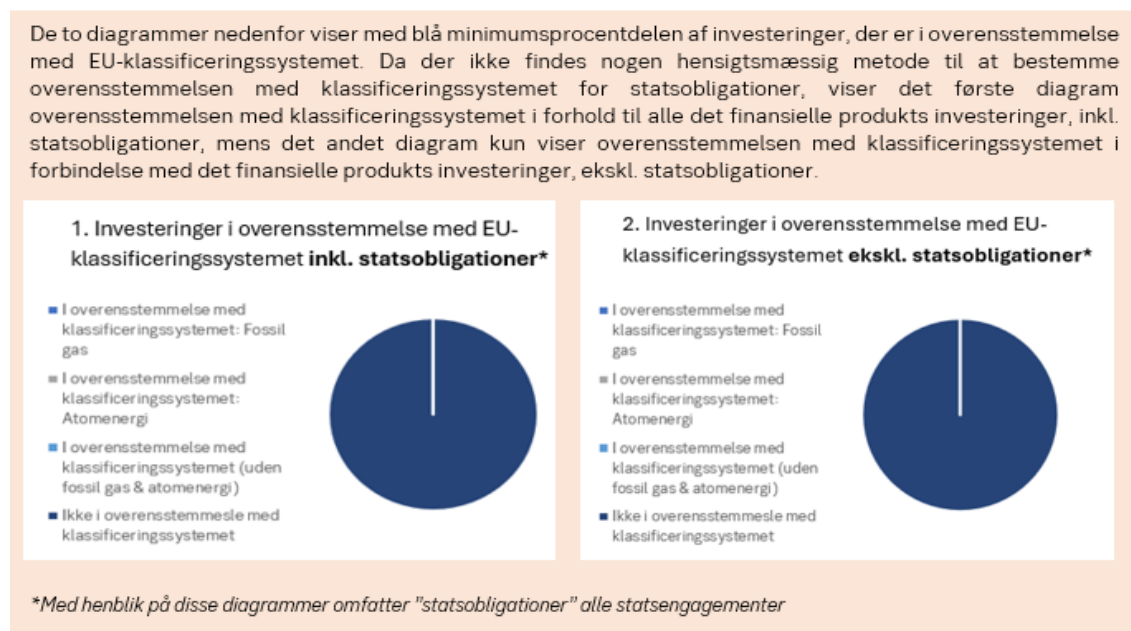 De to diagrammer nedenfor viser med blå minimumsprocentdelen af investeringer, der er i overensstemmelse
med EU-klassificeringssystemet. Da der ikke findes nogen hensigtsmæssig metode til at bestemme
overensstemmelsen med klassificeringssystemet for statsobligationer, viser det første diagram
overensstemmelsen med klassificeringssystemet i forhold til alle det finansielle produkts investeringer, inkl.
statsobligationer, mens det andet diagram kun viser overensstemmelsen med klassificeringssystemet i
forbindelse med det finansielle produkts investeringer, ekskl. statsobligationer.
1. Investeringer i overensstemmelse med EU-
klassificeringssystemet inkl. statsobligationer*
I overensstemmelse med
klassificeringssystemet: Fossil
gas
I overensstemmelse med
klassificeringssystemet:
Atomenergi
I overensstemmelse med
klassificeringssystemet (uden
fossil gas & atomenergi)
Ikke i overensstemmesle med
klassificeringssystemet
2. Investeringer i overensstemmelse med EU-
klassificeringssystemet ekskl. statsobligationer*
I overensstemmelse med
klassificeringssystemet: Fossil
gas
I overensstemmelse med
klassificeringssystemet:
Atomenergi
I overensstemmelse med
klassificeringssystemet (uden
fossil gas & atomenergi)
Ikke i overensstemmesle med
klassificeringssystemet
*Med henblik på disse diagrammer omfatter "statsobligationer" alle statsengagementer